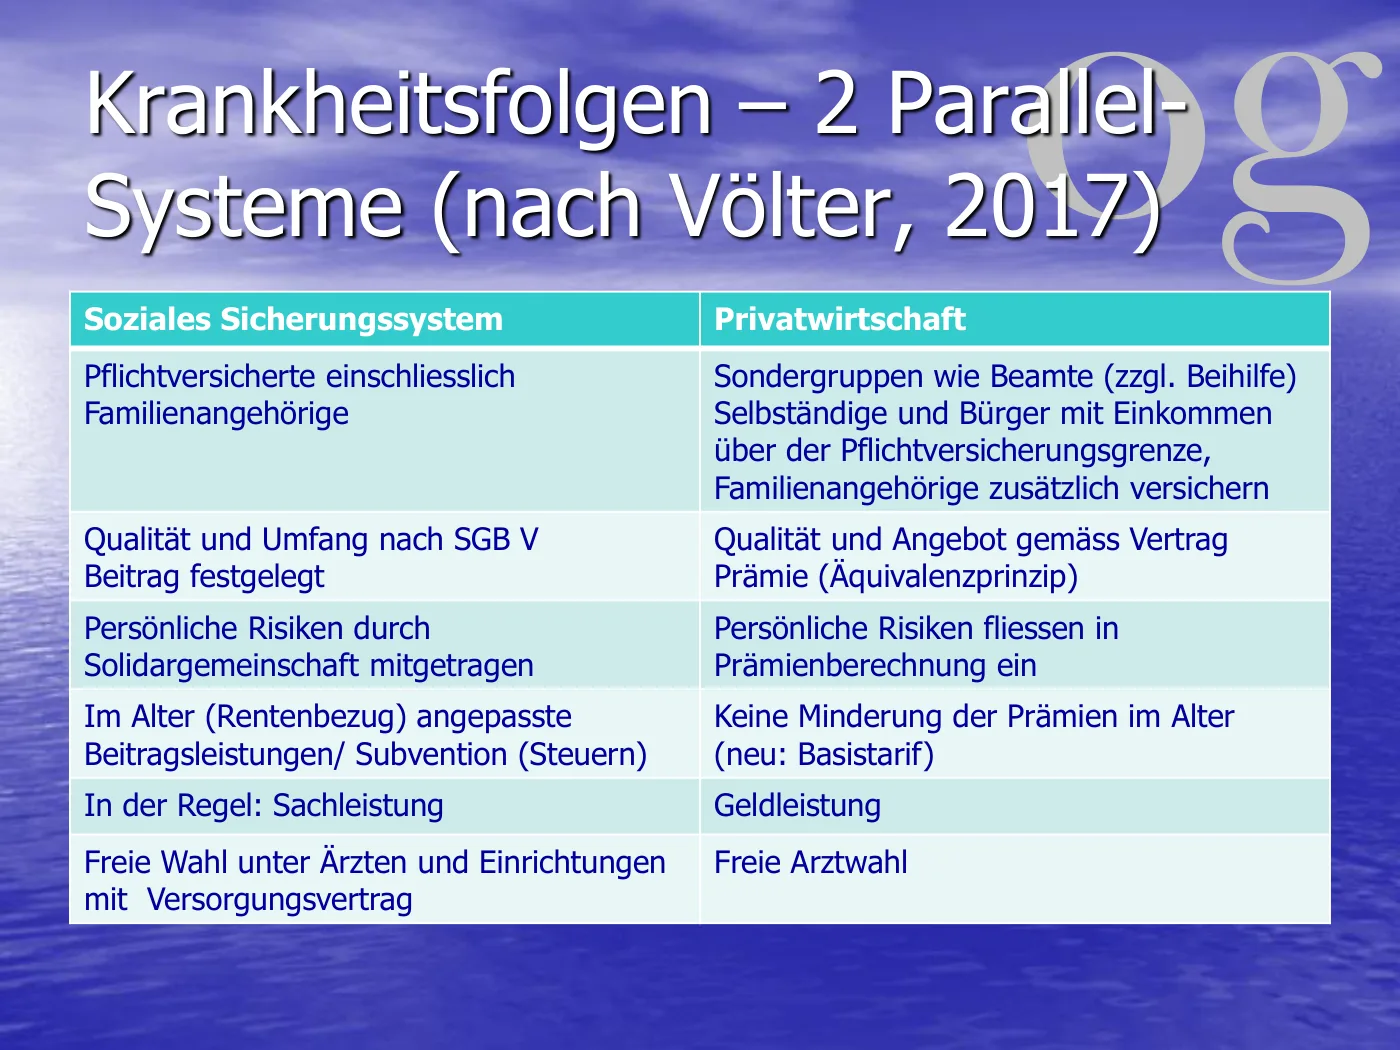 Krankheitsfolgen – 2 Parallel-
Systeme (nach Völter, 2017)
og
Soziales Sicherungssystem
Privatwirtschaft
Pflichtversicherte einschliesslich
Familienangehörige
Sondergruppen wie Beamte (zzgl. Beihilfe)
Selbständige und Bürger mit Einkommen
über der Pflichtversicherungsgrenze,
Familienangehörige zusätzlich versichern
Qualität und Umfang nach SGB V
Beitrag festgelegt
Qualität und Angebot gemäss Vertrag
Prämie (Äquivalenzprinzip)
Persönliche Risiken durch
Solidargemeinschaft mitgetragen
Persönliche Risiken fliessen in
Prämienberechnung ein
Im Alter (Rentenbezug) angepasste
Beitragsleistungen/ Subvention (Steuern)
Keine Minderung der Prämien im Alter
(neu: Basistarif)
In der Regel: Sachleistung
Geldleistung
Freie Wahl unter Ärzten und Einrichtungen
mit  Versorgungsvertrag
Freie Arztwahl